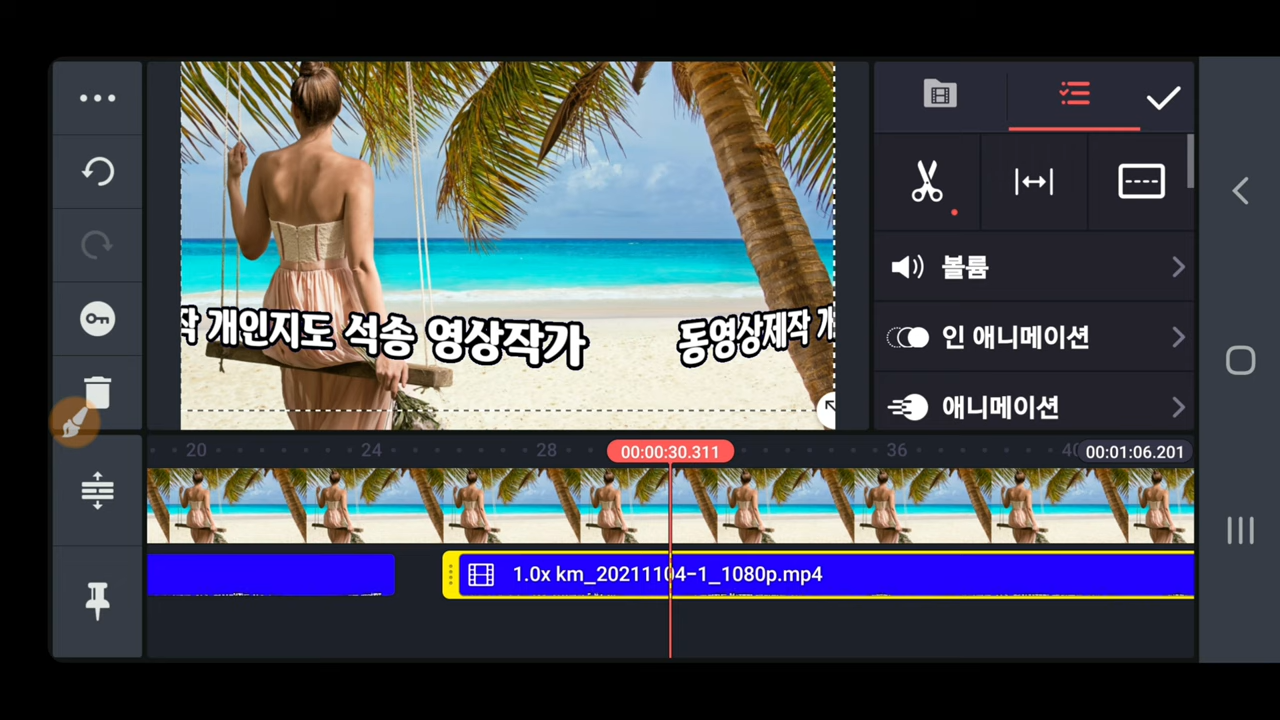 볼륨
인 애니메이션
애니메이션
작 개인지도 석송 영상작가
동영상제작 개
20 24 28 00:00:30.311 36 40 00:01:06.201
1.0x km_20211104-1_1080p.mp4